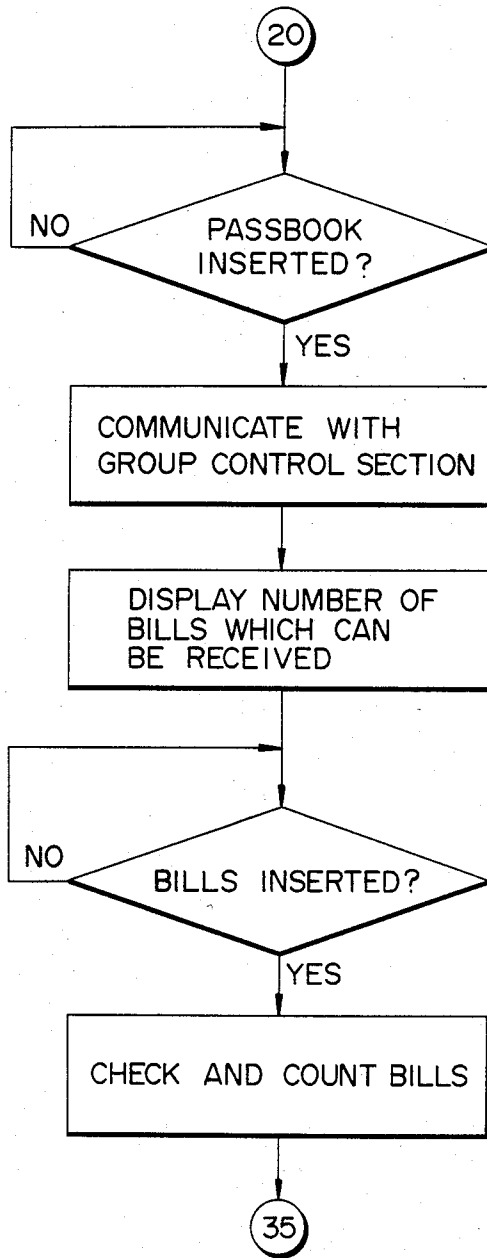 20
PASSBOOK
INSERTED?
NO
YES
COMMUNICATE WITH
GROUP CONTROL SECTION
DISPLAY NUMBER OF
BILLS WHICH CAN
BE RECEIVED
NO
BILLS INSERTED?
YES
CHECK AND COUNT BILLS
35